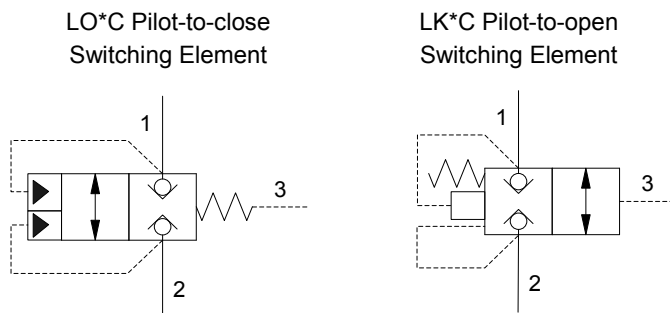 LO*C Pilot-to-close
Switching Element
1
3
2
LK*C Pilot-to-open
Switching Element
1
3
2